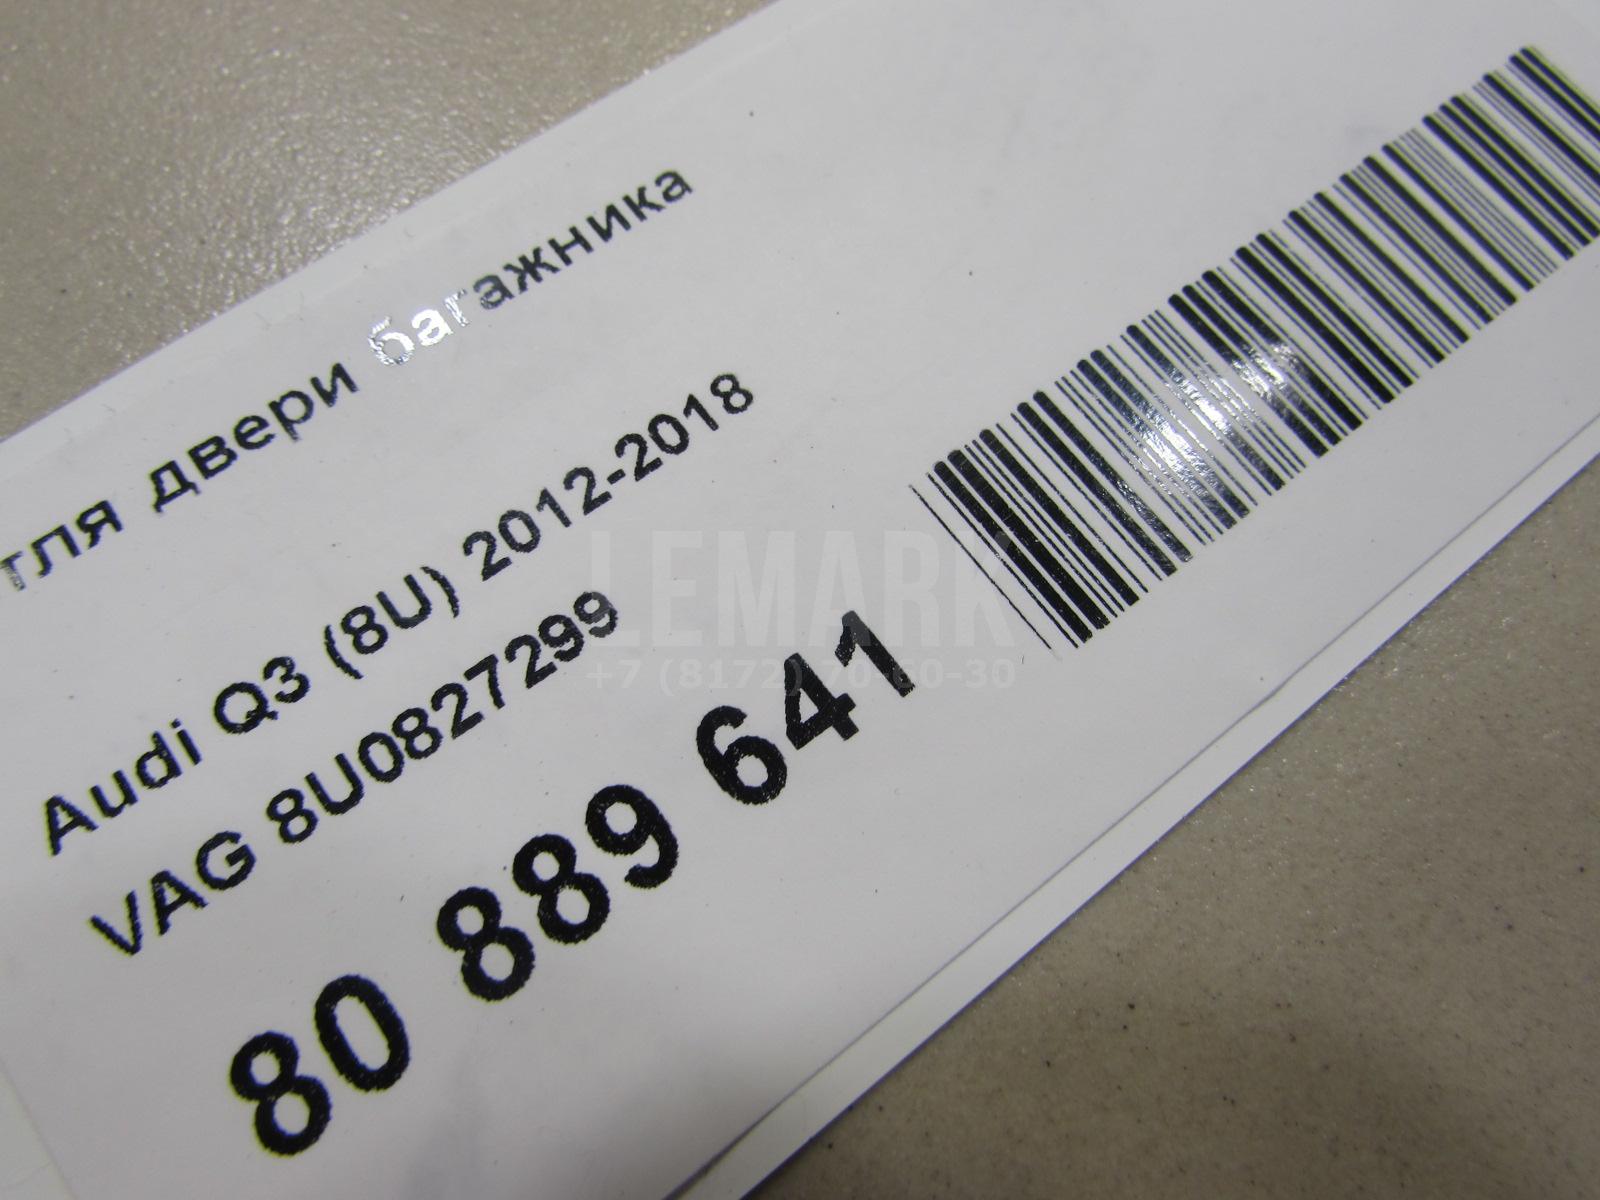 тля двери багажника
Audi Q3 (8U) 2012-2018
VAG 8U0827299
80 889 641
LEMARK
+7 (8172) 70-60-30